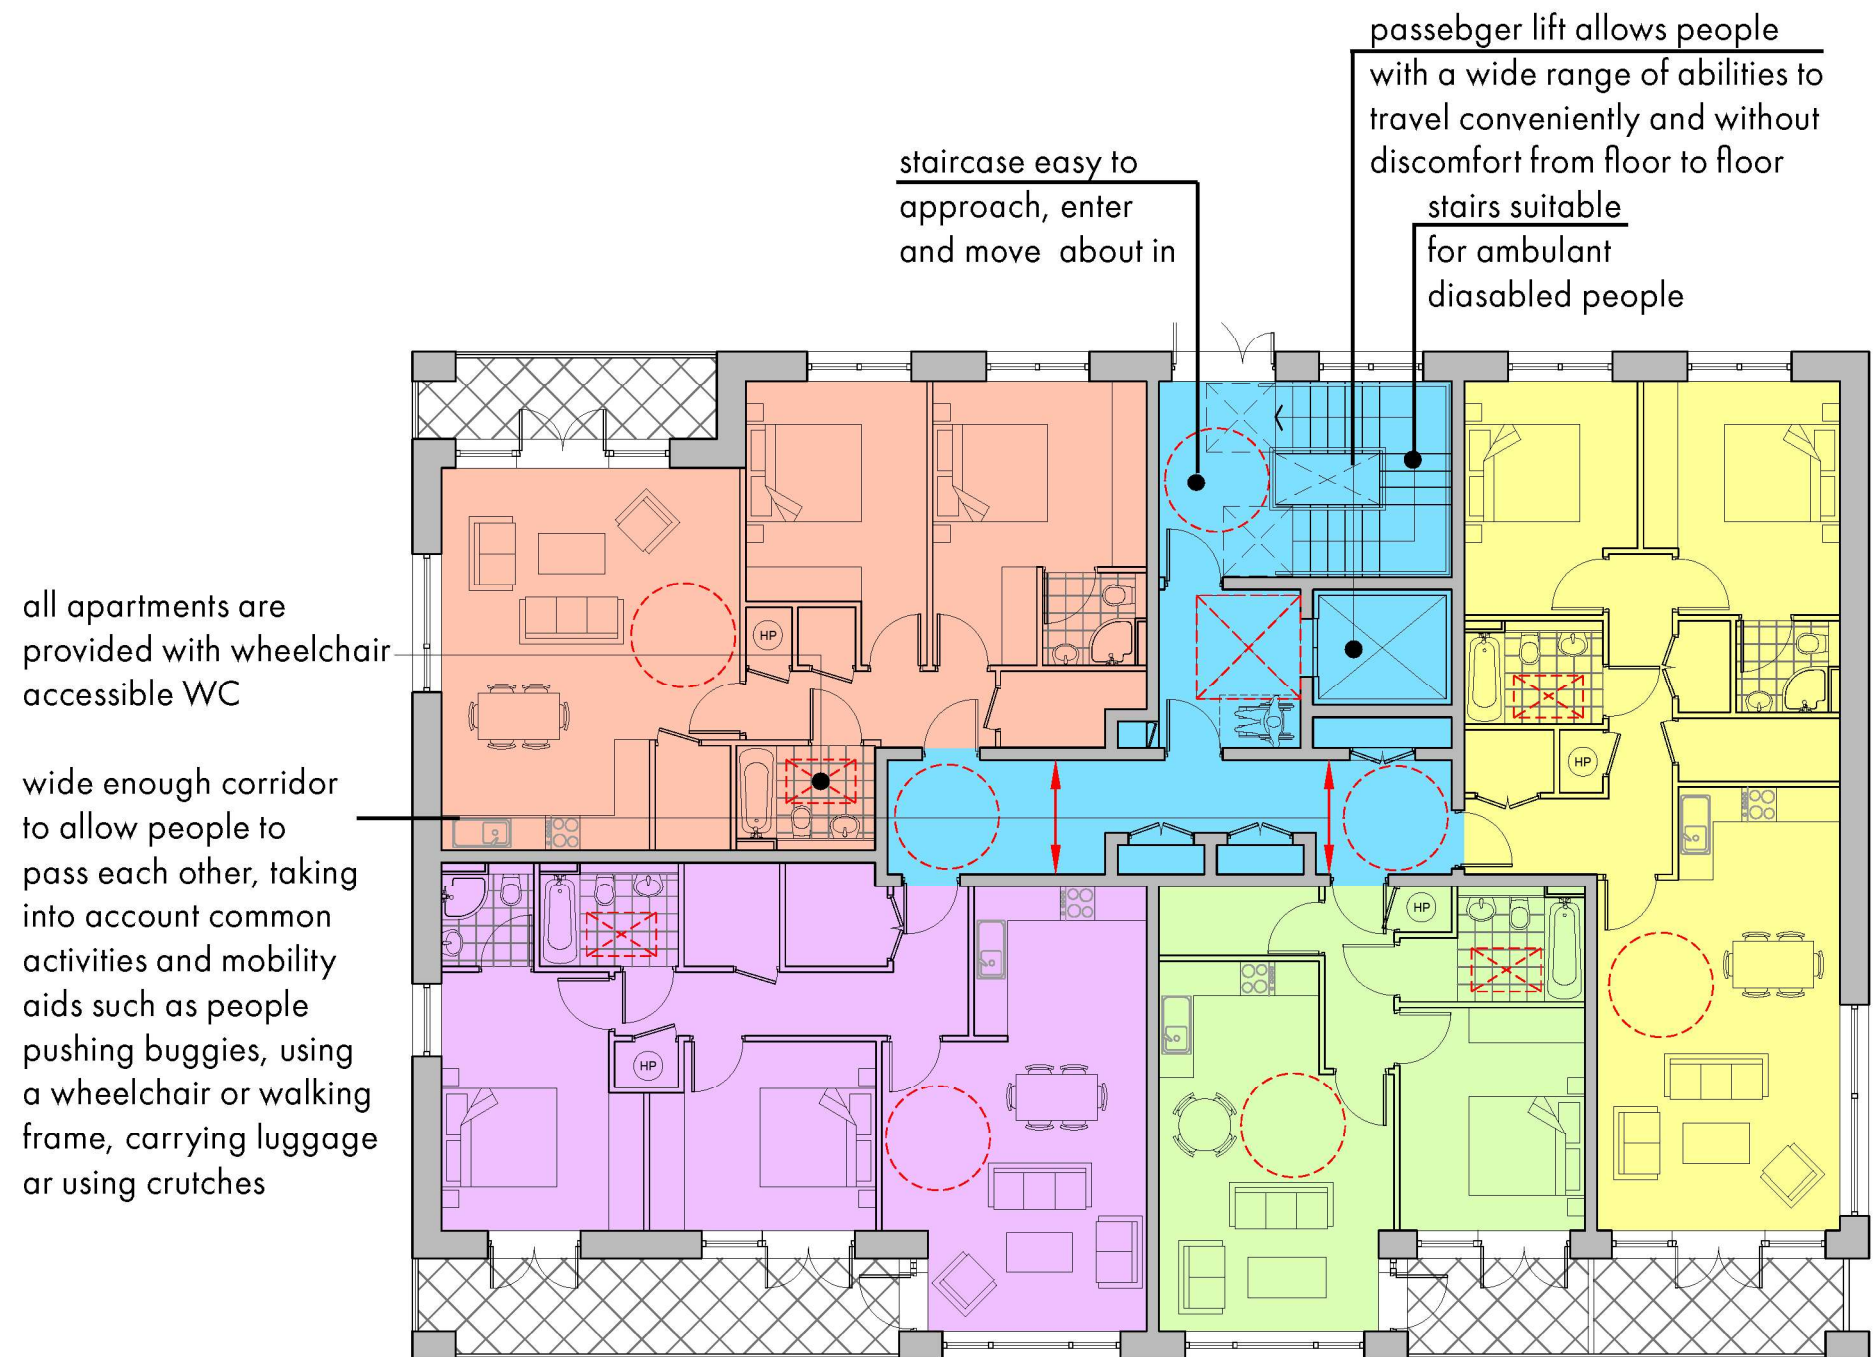 passebger lift allows people
with a wide range of abilities to
travel conveniently and without
discomfort from floor to floor
staircase easy to
approach, enter
and move about in
stairs suitable
for ambulant
diasabled people
all apartments are
provided with wheelchair
accessible WC
wide enough corridor
to allow people to
pass each other, taking
into account common
activities and mobility
aids such as people
pushing buggies, using
a wheelchair or walking
frame, carrying luggage
ar using crutches
HP
HP
HP
HP